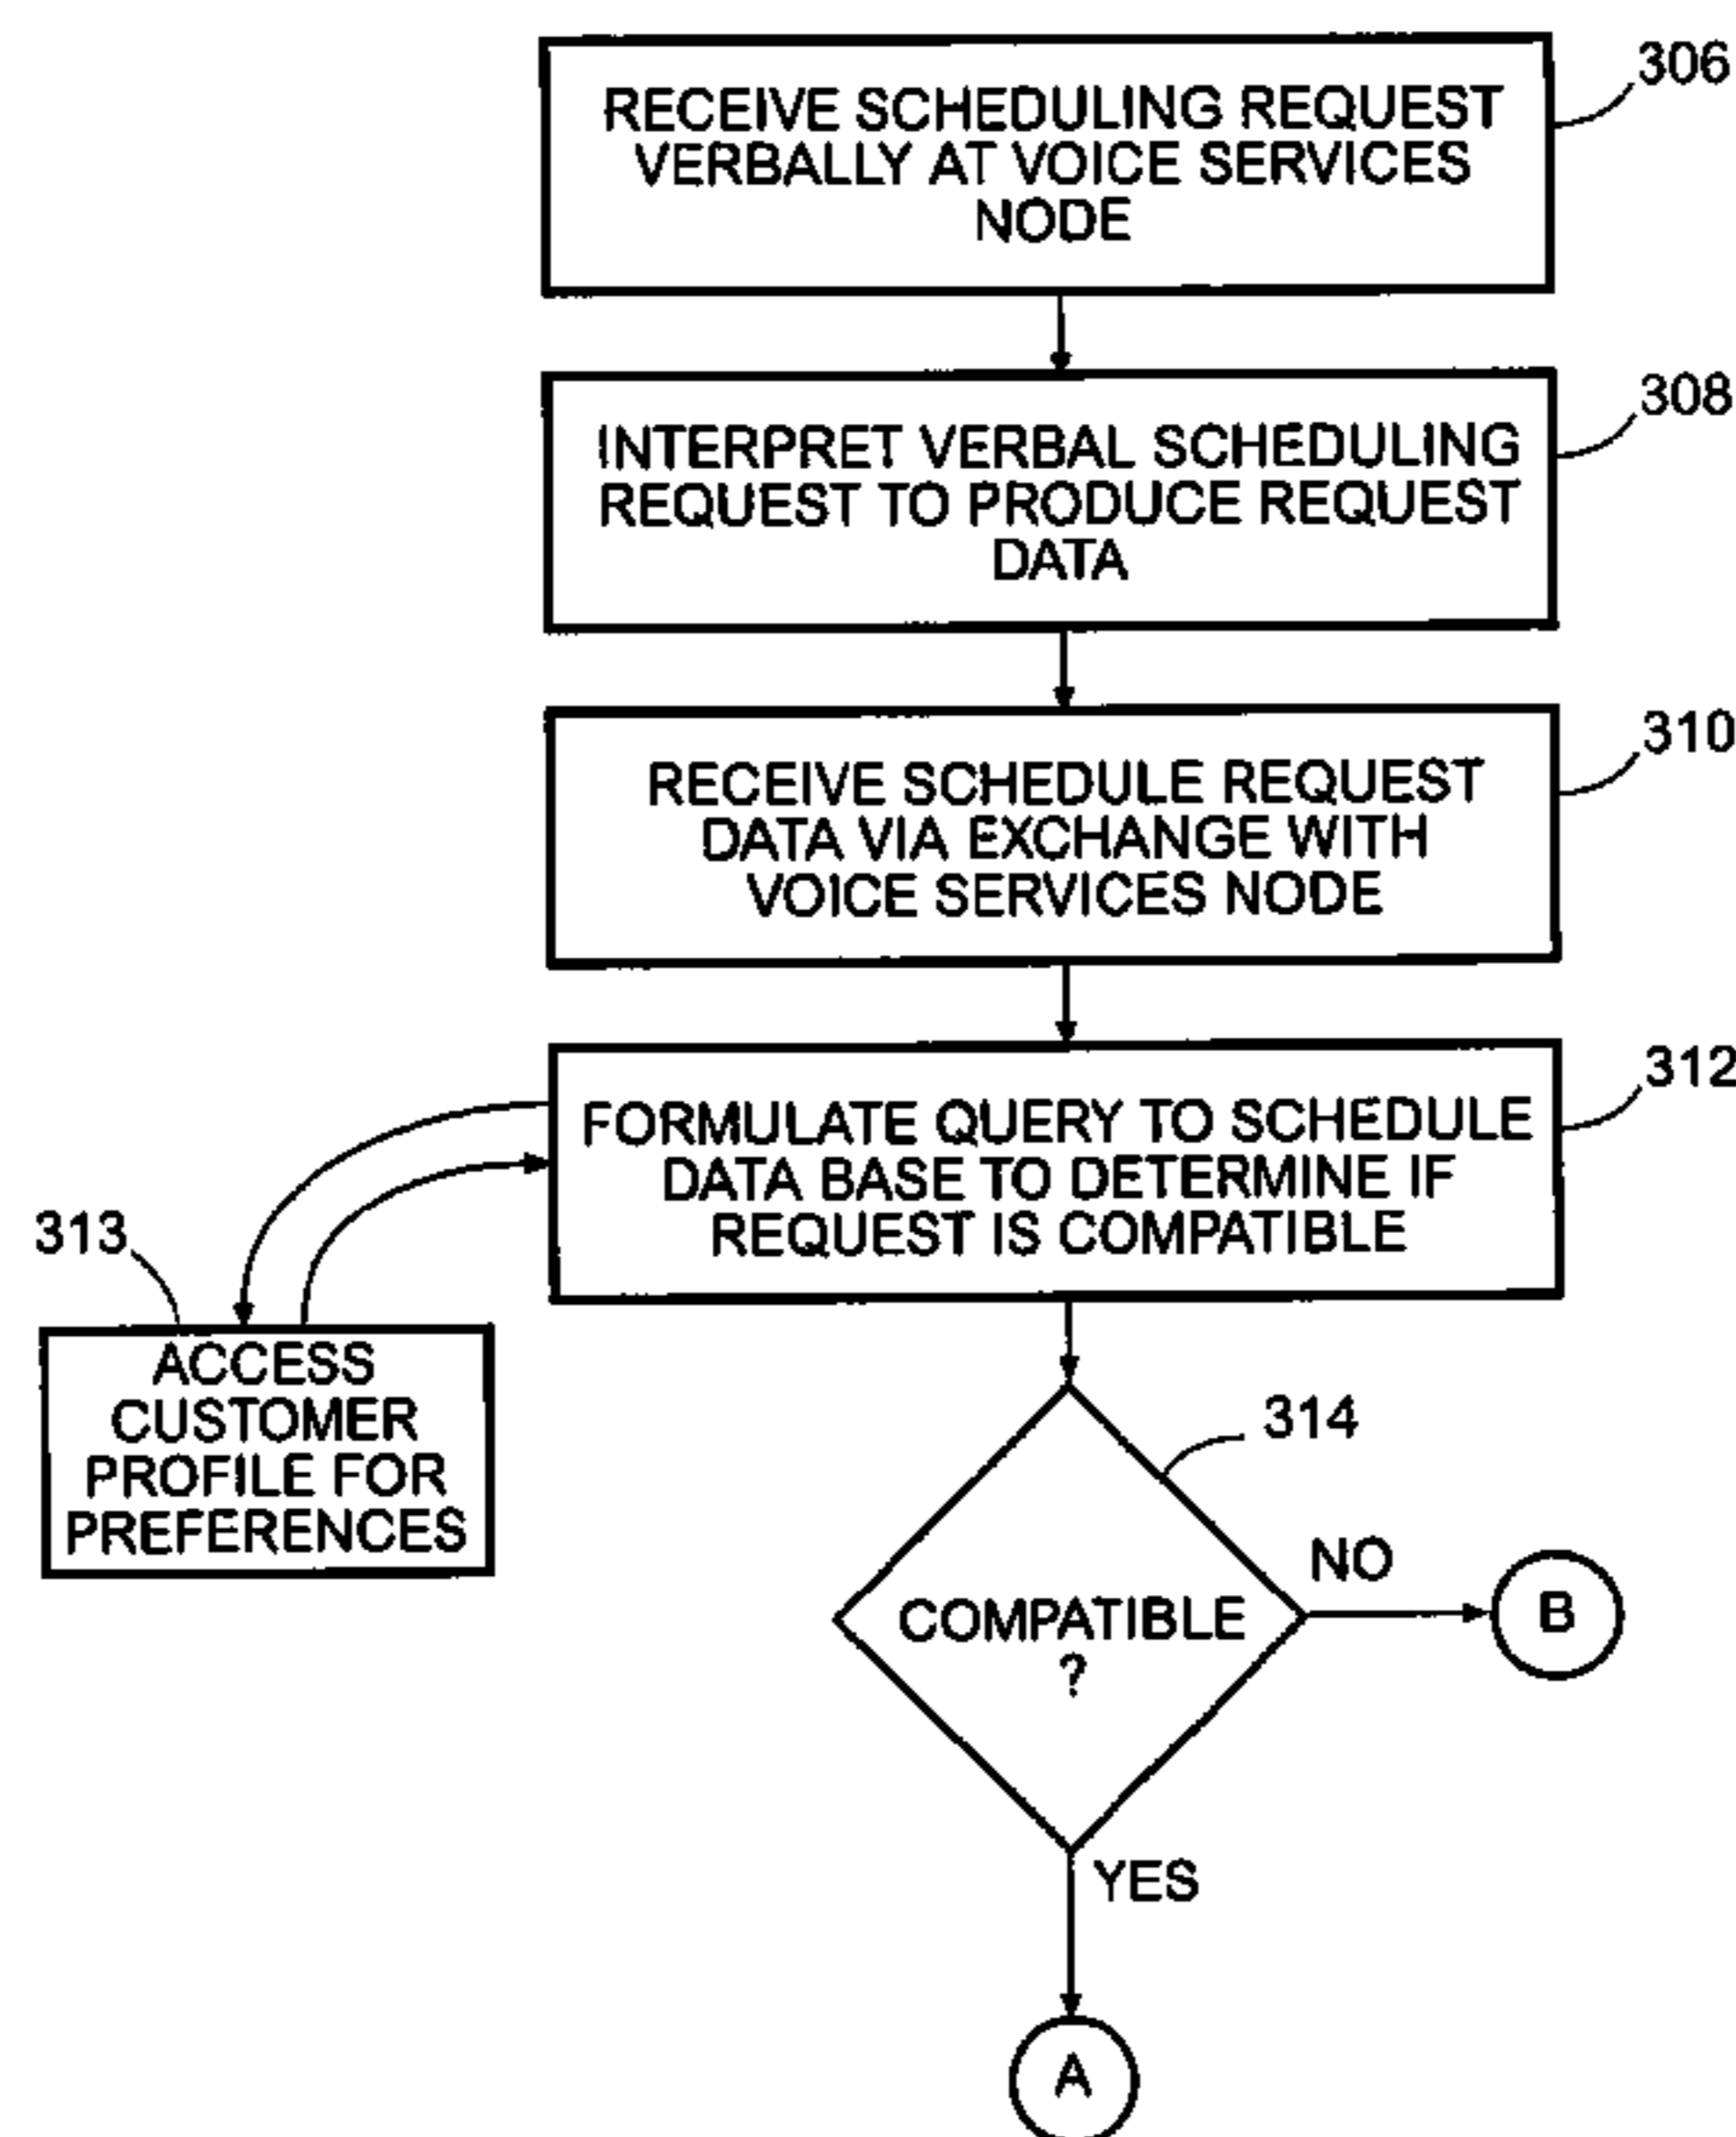 306
RECEIVE SCHEDULING REQUEST
VERBALLY AT VOICE SERVICES
NODE
308
INTERPRET VERBAL SCHEDULING
REQUEST TO PRODUCE REQUEST
DATA
310
RECEIVE SCHEDULE REQUEST
DATA VIA EXCHANGE WITH
VOICE SERVICES NODE
312
FORMULATE QUERY TO SCHEDULE
DATA BASE TO DETERMINE IF
REQUEST IS COMPATIBLE
313
ACCESS
CUSTOMER
PROFILE FOR
PREFERENCES
314
COMPATIBLE
?
NO
B
YES
A